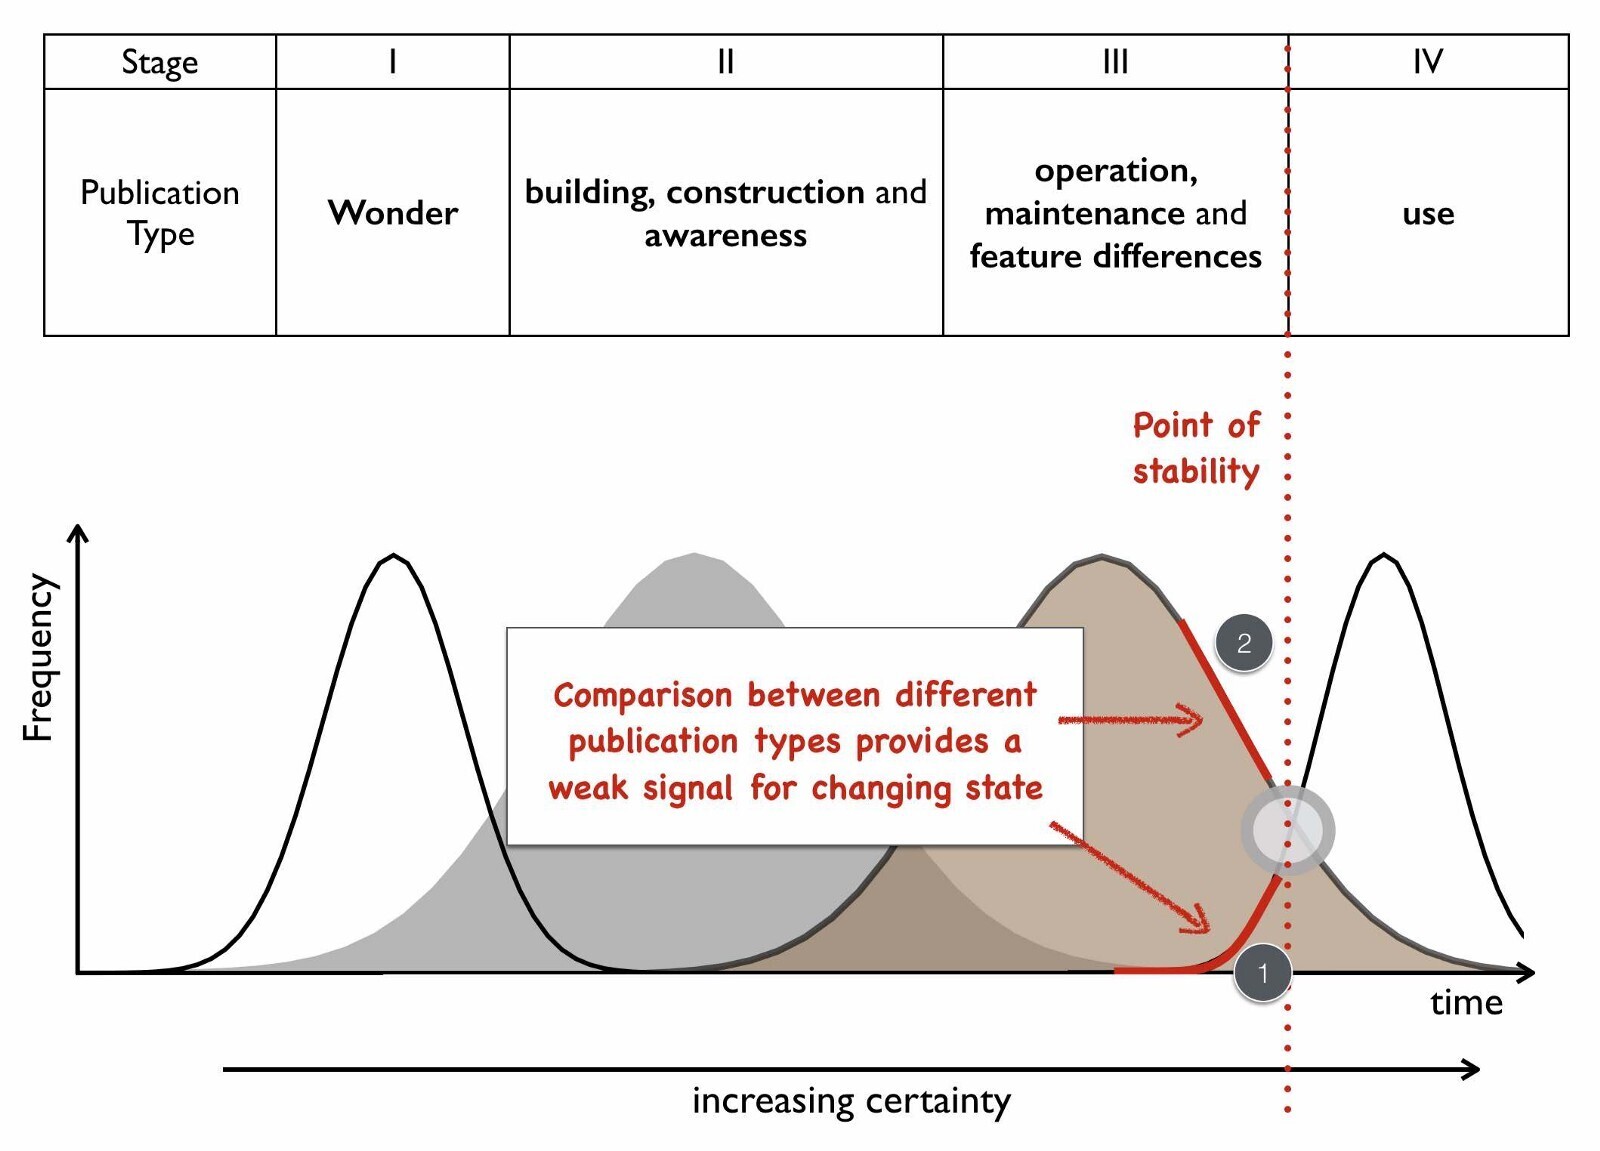 Stage
I
II
III
IV
Publication
Type
Wonder
building, construction and
awareness
operation,
maintenance and
feature differences
use
Point of
stability
Frequency
2
Comparison between different
publication types provides a
weak signal for changing state
1
time
increasing certainty